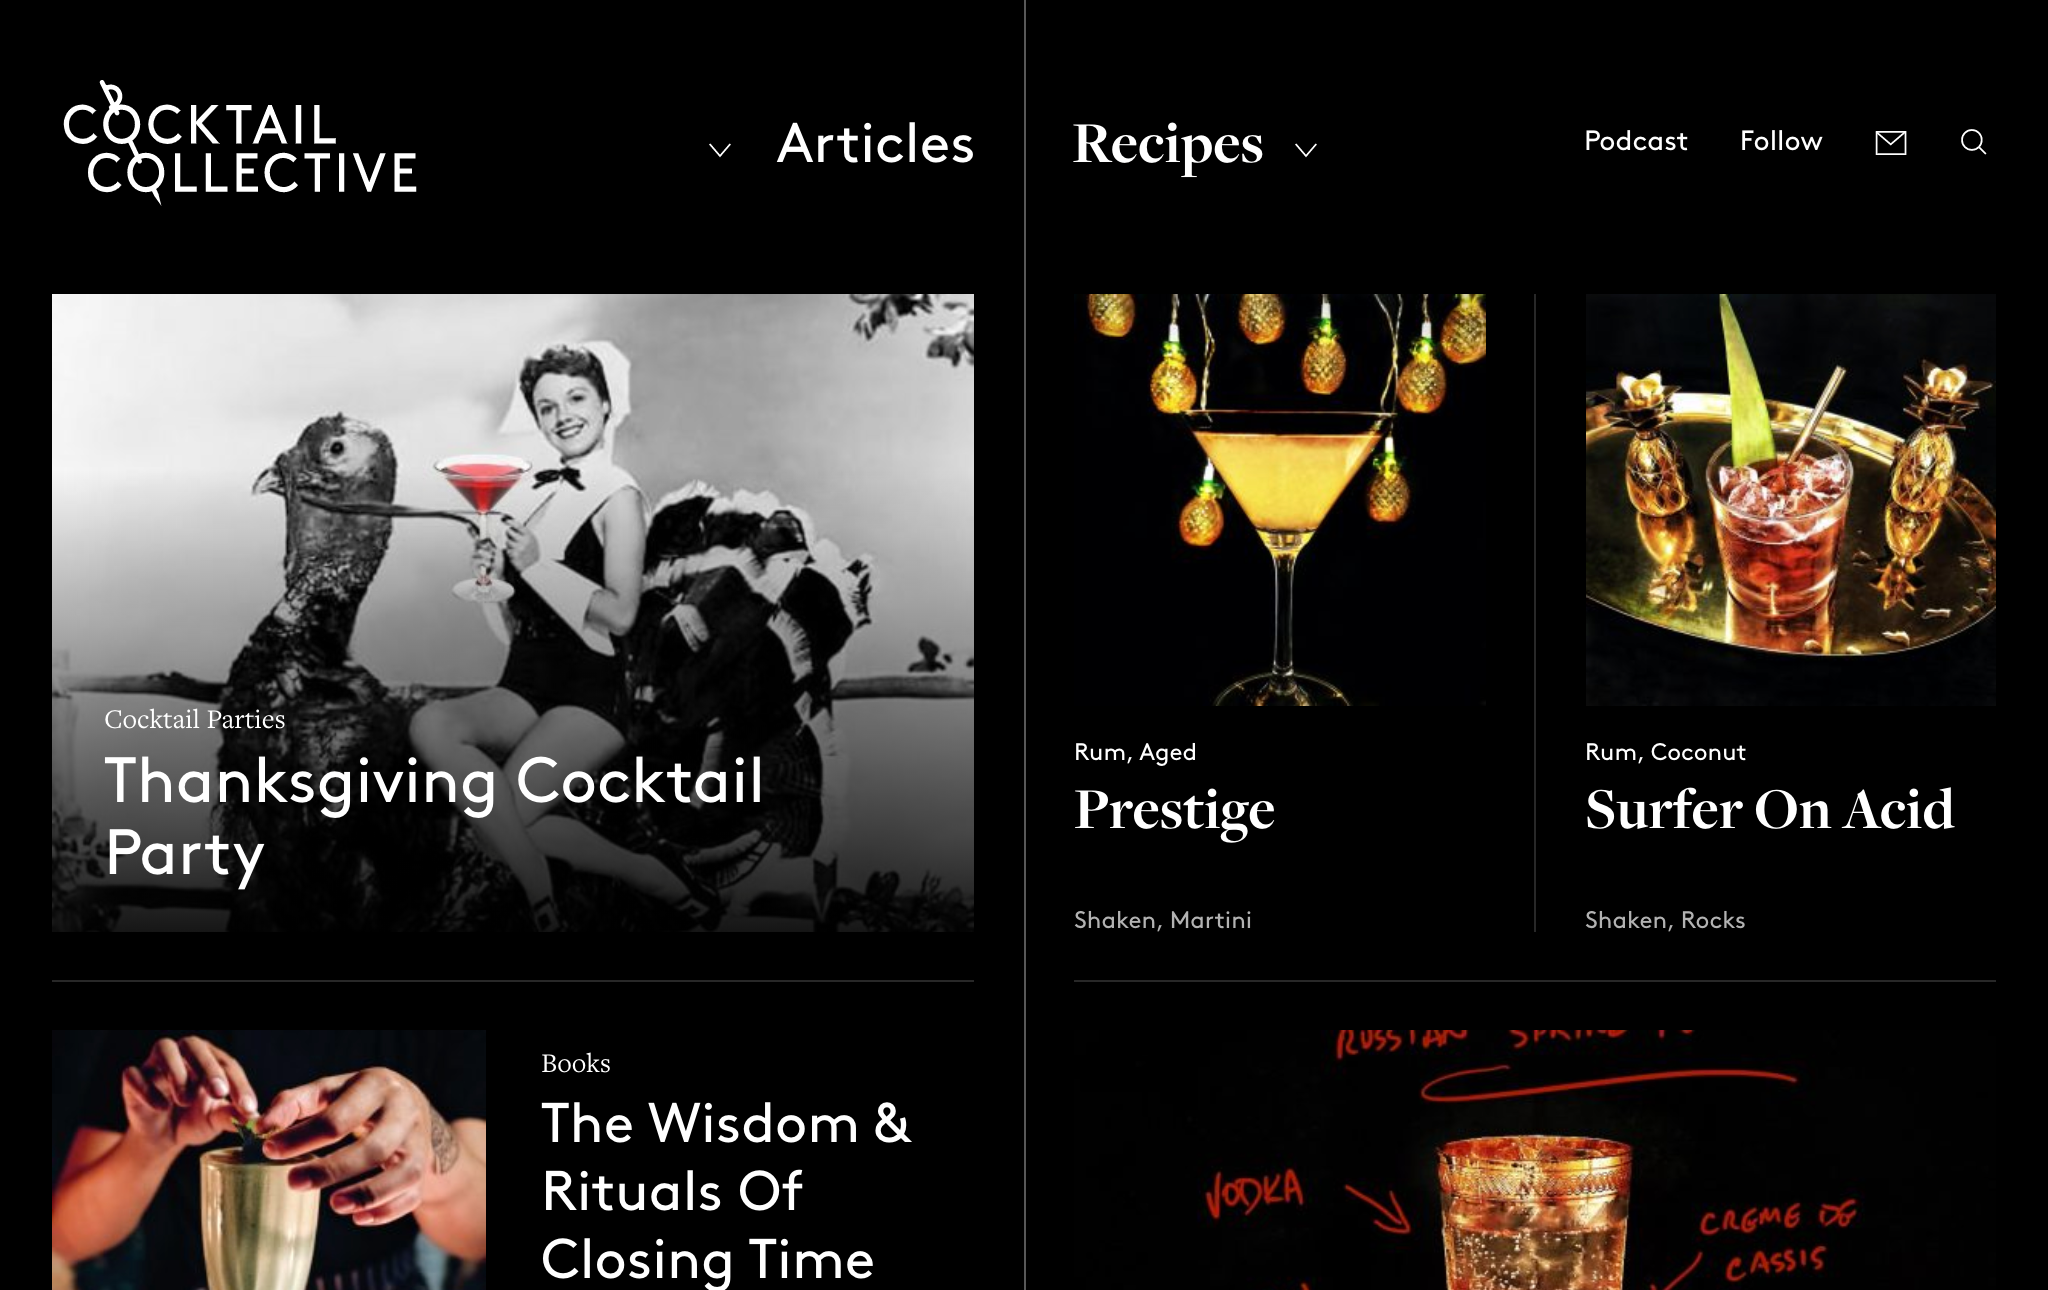 COCKTAIL
COLLECTIVE
Articles
Recipes
Podcast
Follow
Cocktail Parties
Thanksgiving Cocktail
Party
Rum, Aged
Prestige
Shaken, Martini
Rum, Coconut
Surfer On Acid
Shaken, Rocks
Books
The Wisdom &
Rituals Of
Closing Time
RUSSIAN SPRING
VODKA
CREME DE
CASSIS